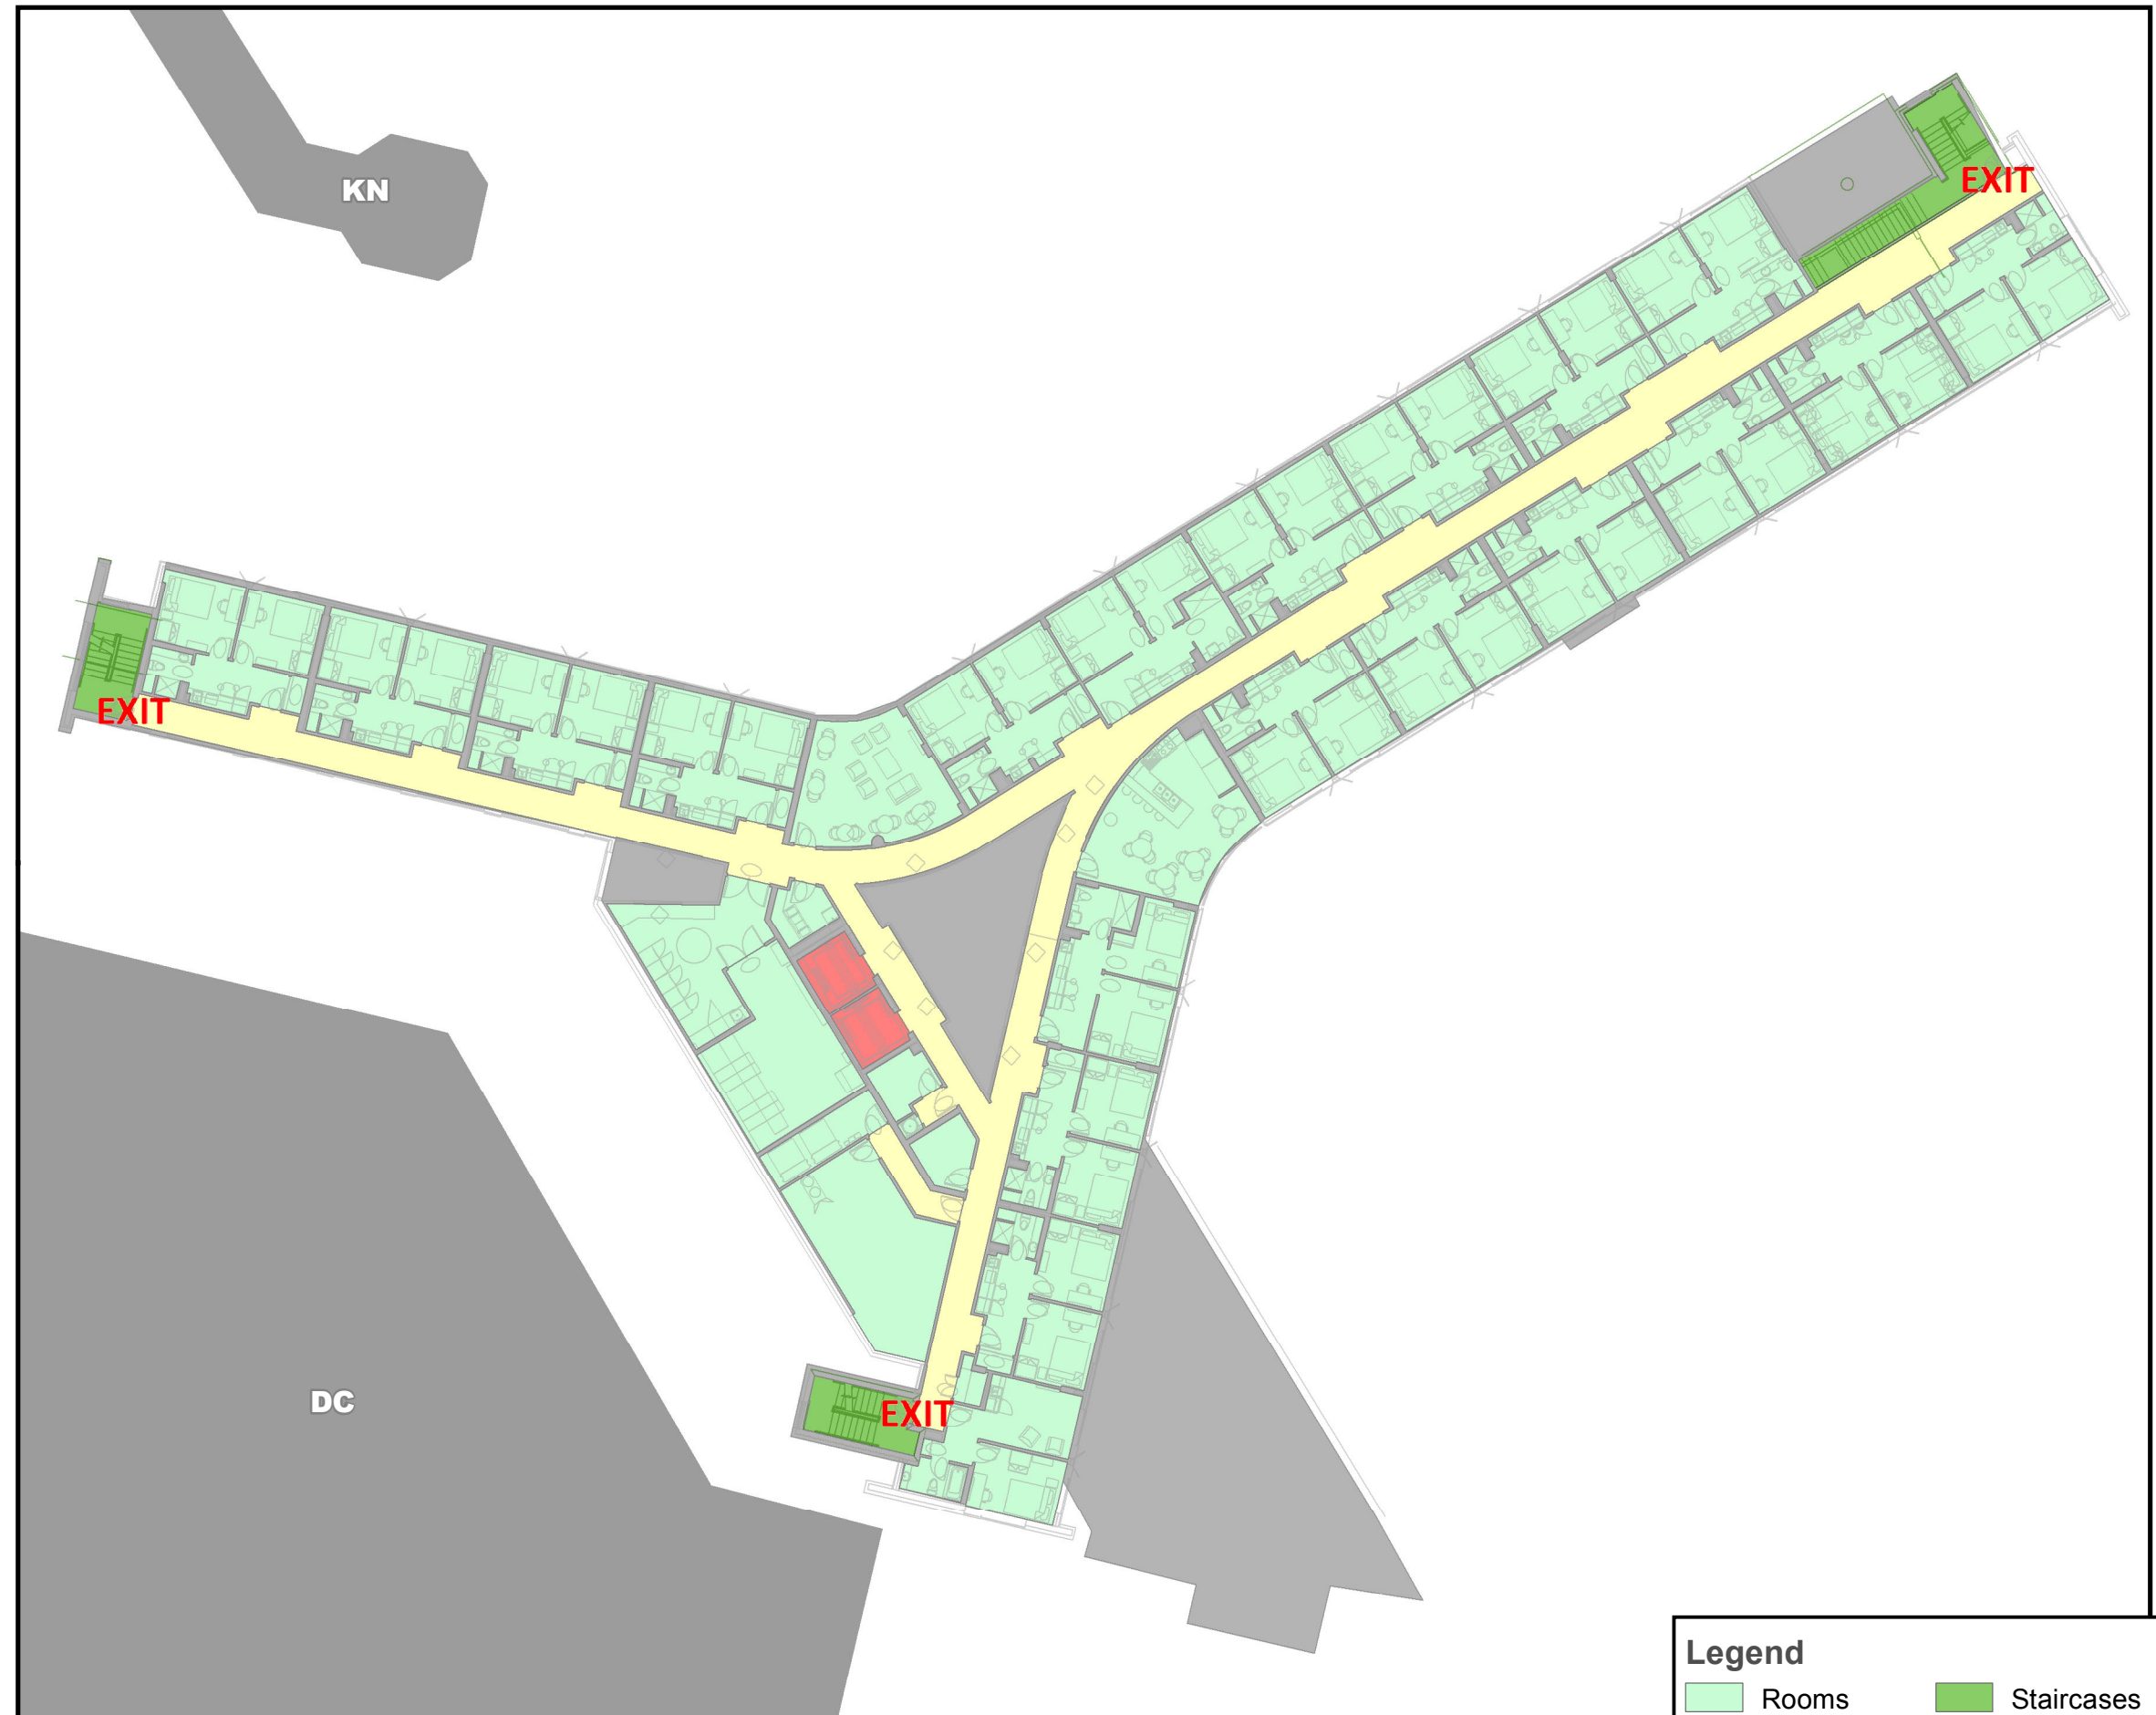 KN
EXIT
EXIT
DC
EXIT
Legend
Rooms
Staircases